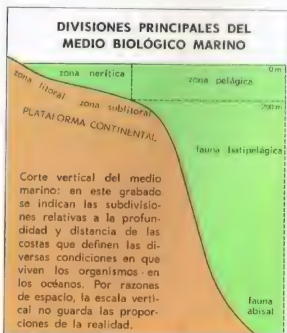 DIVISIONES PRINCIPALES DEL
MEDIO BIOLÓGICO MARINO
zona nerítica
zona pelágica
0 m
zona litoral
zona sublitoral
200 m
PLATAFORMA CONTINENTAL
fauna batipelágica
Corte vertical del medio
marino: en este grabado
se indican las subdivisio-
nes relativas a la profun-
didad y distancia de las
costas que definen las di-
versas condiciones en que
viven los organismos en
los océanos. Por razones
de espacio, la escala verti-
cal no guarda las propor-
ciones de la realidad.
fauna
abisal